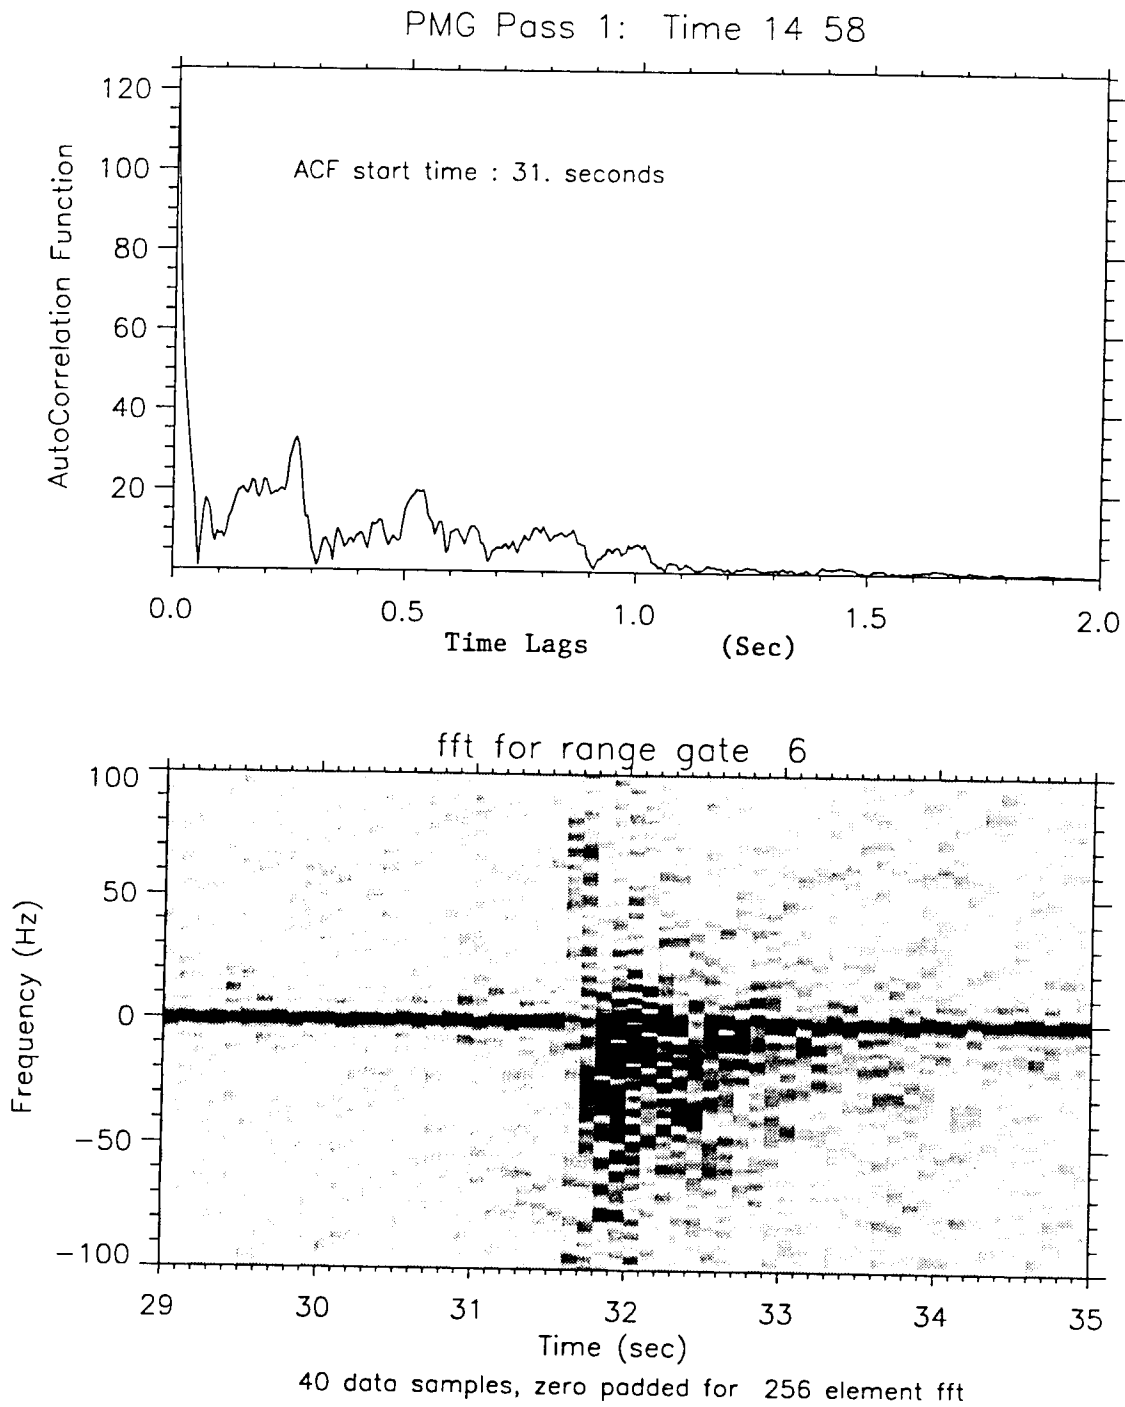 PMG Pass 1: Time 14 58
120
100
80
60
40
20
AutoCorrelation Function
ACF start time : 31. seconds
0.0 0.5 1.0 1.5 2.0
Time Lags (Sec)
fft for range gate 6
100
50
0
-50
-100
Frequency (Hz)
29 30 31 32 33 34 35
Time (sec)
40 data samples, zero padded for 256 element fft